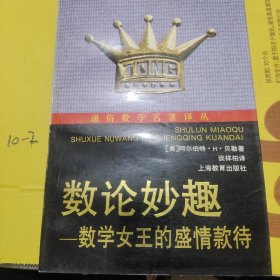 TONG
通俗数学名著译丛
SHULUN MIAOQU
SHUXUE NUWANG DE SHENGQING KUANDAI
[美]阿尔伯特·H·贝勒著
谈祥柏译
上海教育出版社
数论妙趣
—数学女王的盛情款待
10-7